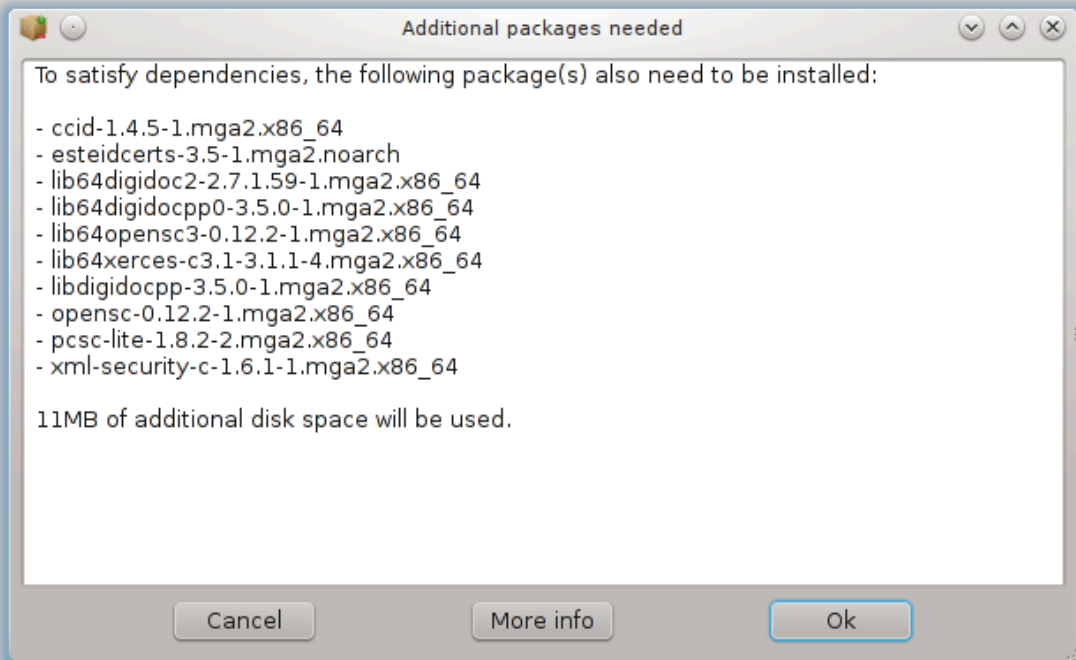 Additional packages needed
To satisfy dependencies, the following package(s) also need to be installed:
- ccid-1.4.5-1.mga2.x86_64
- esteidcerts-3.5-1.mga2.noarch
- lib64digidoc2-2.7.1.59-1.mga2.x86_64
- lib64digidocpp0-3.5.0-1.mga2.x86_64
- lib64opensc3-0.12.2-1.mga2.x86_64
- lib64xerces-c3.1-3.1.1-4.mga2.x86_64
- libdigidocpp-3.5.0-1.mga2.x86_64
- opensc-0.12.2-1.mga2.x86_64
- pcsc-lite-1.8.2-2.mga2.x86_64
- xml-security-c-1.6.1-1.mga2.x86_64
11MB of additional disk space will be used.
Cancel More info Ok